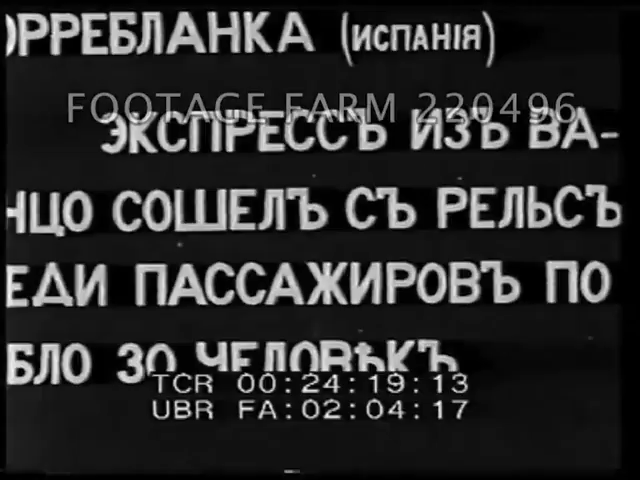 ОРРЕБЛАНКА (ИСПАНІЯ)
FOOTAGE FARM 220496
ЭКСПРЕССЪ ИЗЪ ВА-
НЦО СОШЕЛЪ СЪ РЕЛЬСЪ
ЕДИ ПАССАЖИРОВЪ ПО
БЛО 30 ЧЕЛОВѢКЪ
TCR 00:24:19:13
UBR FA:02:04:17